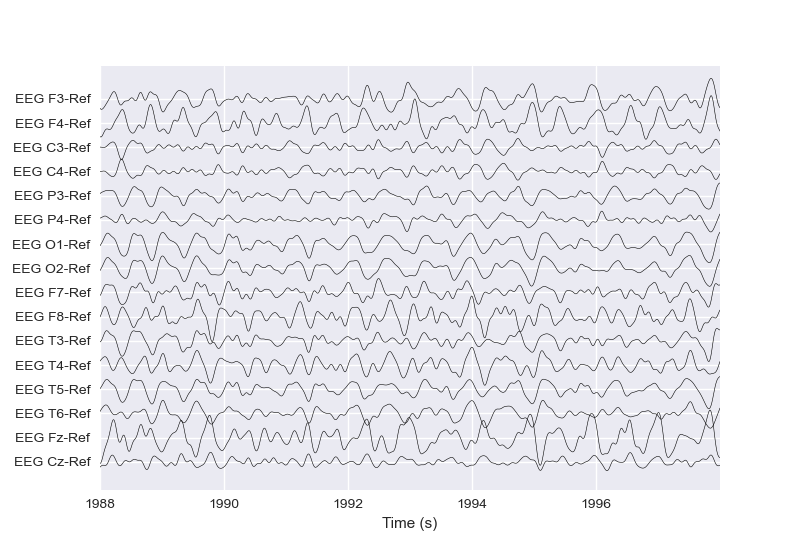 EEG F3-Ref
EEG F4-Ref
EEG C3-Ref
EEG C4-Ref
EEG P3-Ref
EEG P4-Ref
EEG O1-Ref
EEG O2-Ref
EEG F7-Ref
EEG F8-Ref
EEG T3-Ref
EEG T4-Ref
EEG T5-Ref
EEG T6-Ref
EEG Fz-Ref
EEG Cz-Ref
1988 1990 1992 1994 1996
Time (s)